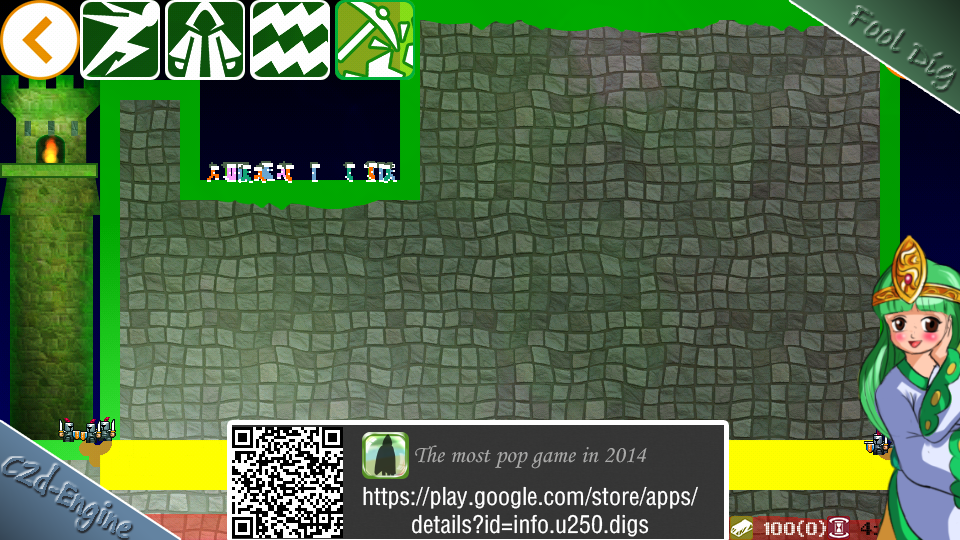 Fool Dig
The most pop game in 2014
https://play.google.com/store/apps/
details?id=info.u250.digs
c2d-Engine
100(0)